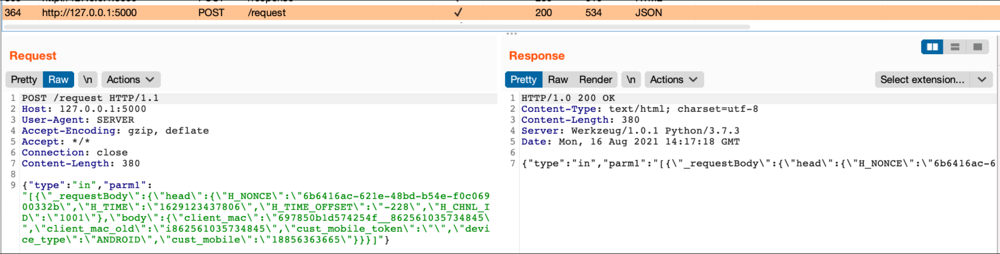 364 http://127.0.0.1:5000 POST /request ✓ 200 534 JSON
Request
Pretty Raw \n Actions
1 POST /request HTTP/1.1
2 Host: 127.0.0.1:5000
3 User-Agent: SERVER
4 Accept-Encoding: gzip, deflate
5 Accept: */*
6 Connection: close
7 Content-Length: 380
8
9 {"type":"in","parm1":
"[{\"_requestBody\":{\"head\":{\"H_NONCE\":\"6b6416ac-621e-48bd-b54e-f0c069
00332b\",\"H_TIME\":\"1629123437806\",\"H_TIME_OFFSET\":\"-228\",\"H_CHNL_I
D\":\"1001\"},\"body\":{\"client_mac\":\"697850b1d574254f__862561035734845\
",\"client_mac_old\":\"i862561035734845\",\"cust_mobile_token\":\"\",\"devi
ce_type\":\"ANDROID\",\"cust_mobile\":\"18856363665\"}}}]"}
Response
Pretty Raw Render \n Actions Select extension...
1 HTTP/1.0 200 OK
2 Content-Type: text/html; charset=utf-8
3 Content-Length: 380
4 Server: Werkzeug/1.0.1 Python/3.7.3
5 Date: Mon, 16 Aug 2021 14:17:18 GMT
6
7 {"type":"in","parm1":"[{\"_requestBody\":{\"head\":{\"H_NONCE\":\"6b6416ac-6